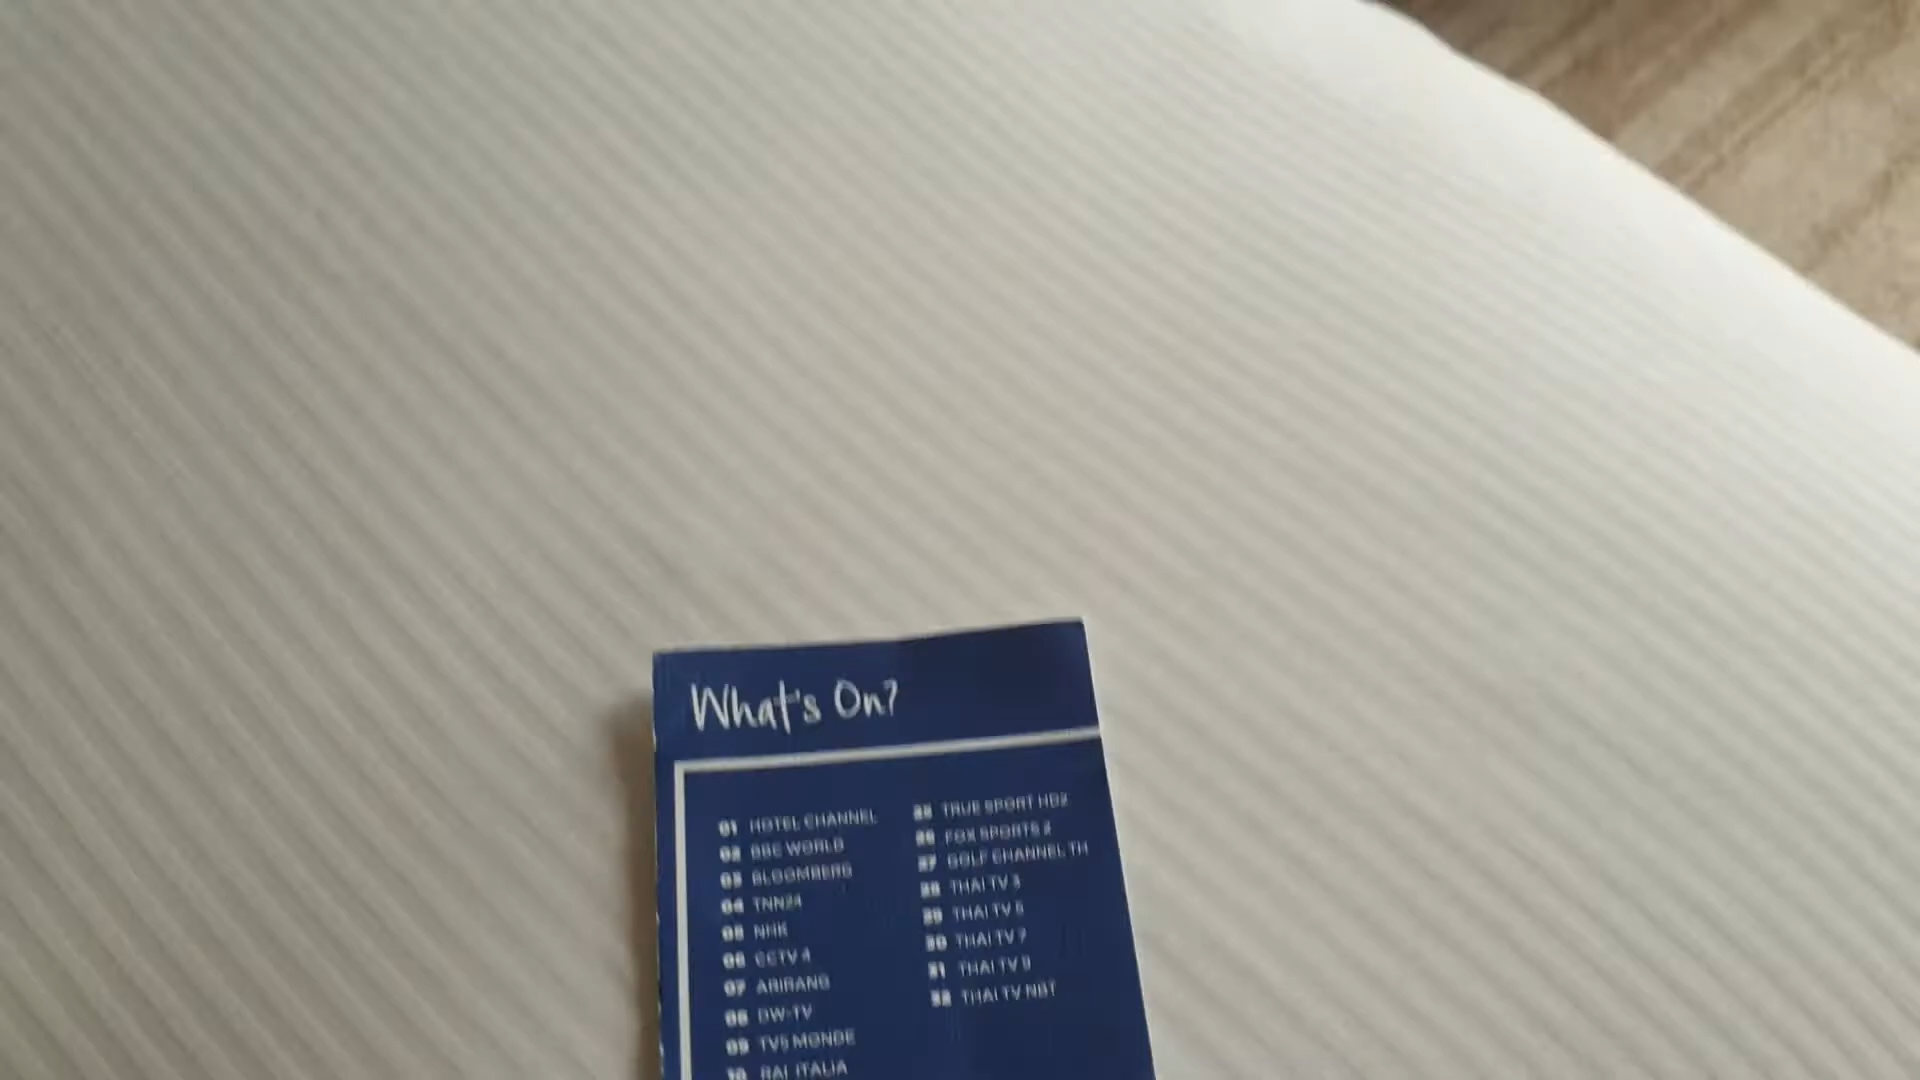 What's On?
01 HOTEL CHANNEL
02 BBC WORLD
03 BLOOMBERG
04 TNN24
05 NHK
06 CCTV 4
07 ARIRANG
08 DW-TV
09 TV5 MONDE
10 RAI ITALIA
25 TRUE SPORT HD2
26 FOX SPORTS 2
27 GOLF CHANNEL TH
28 THAI TV 3
29 THAI TV 5
30 THAI TV 7
31 THAI TV 9
32 THAI TV NBT